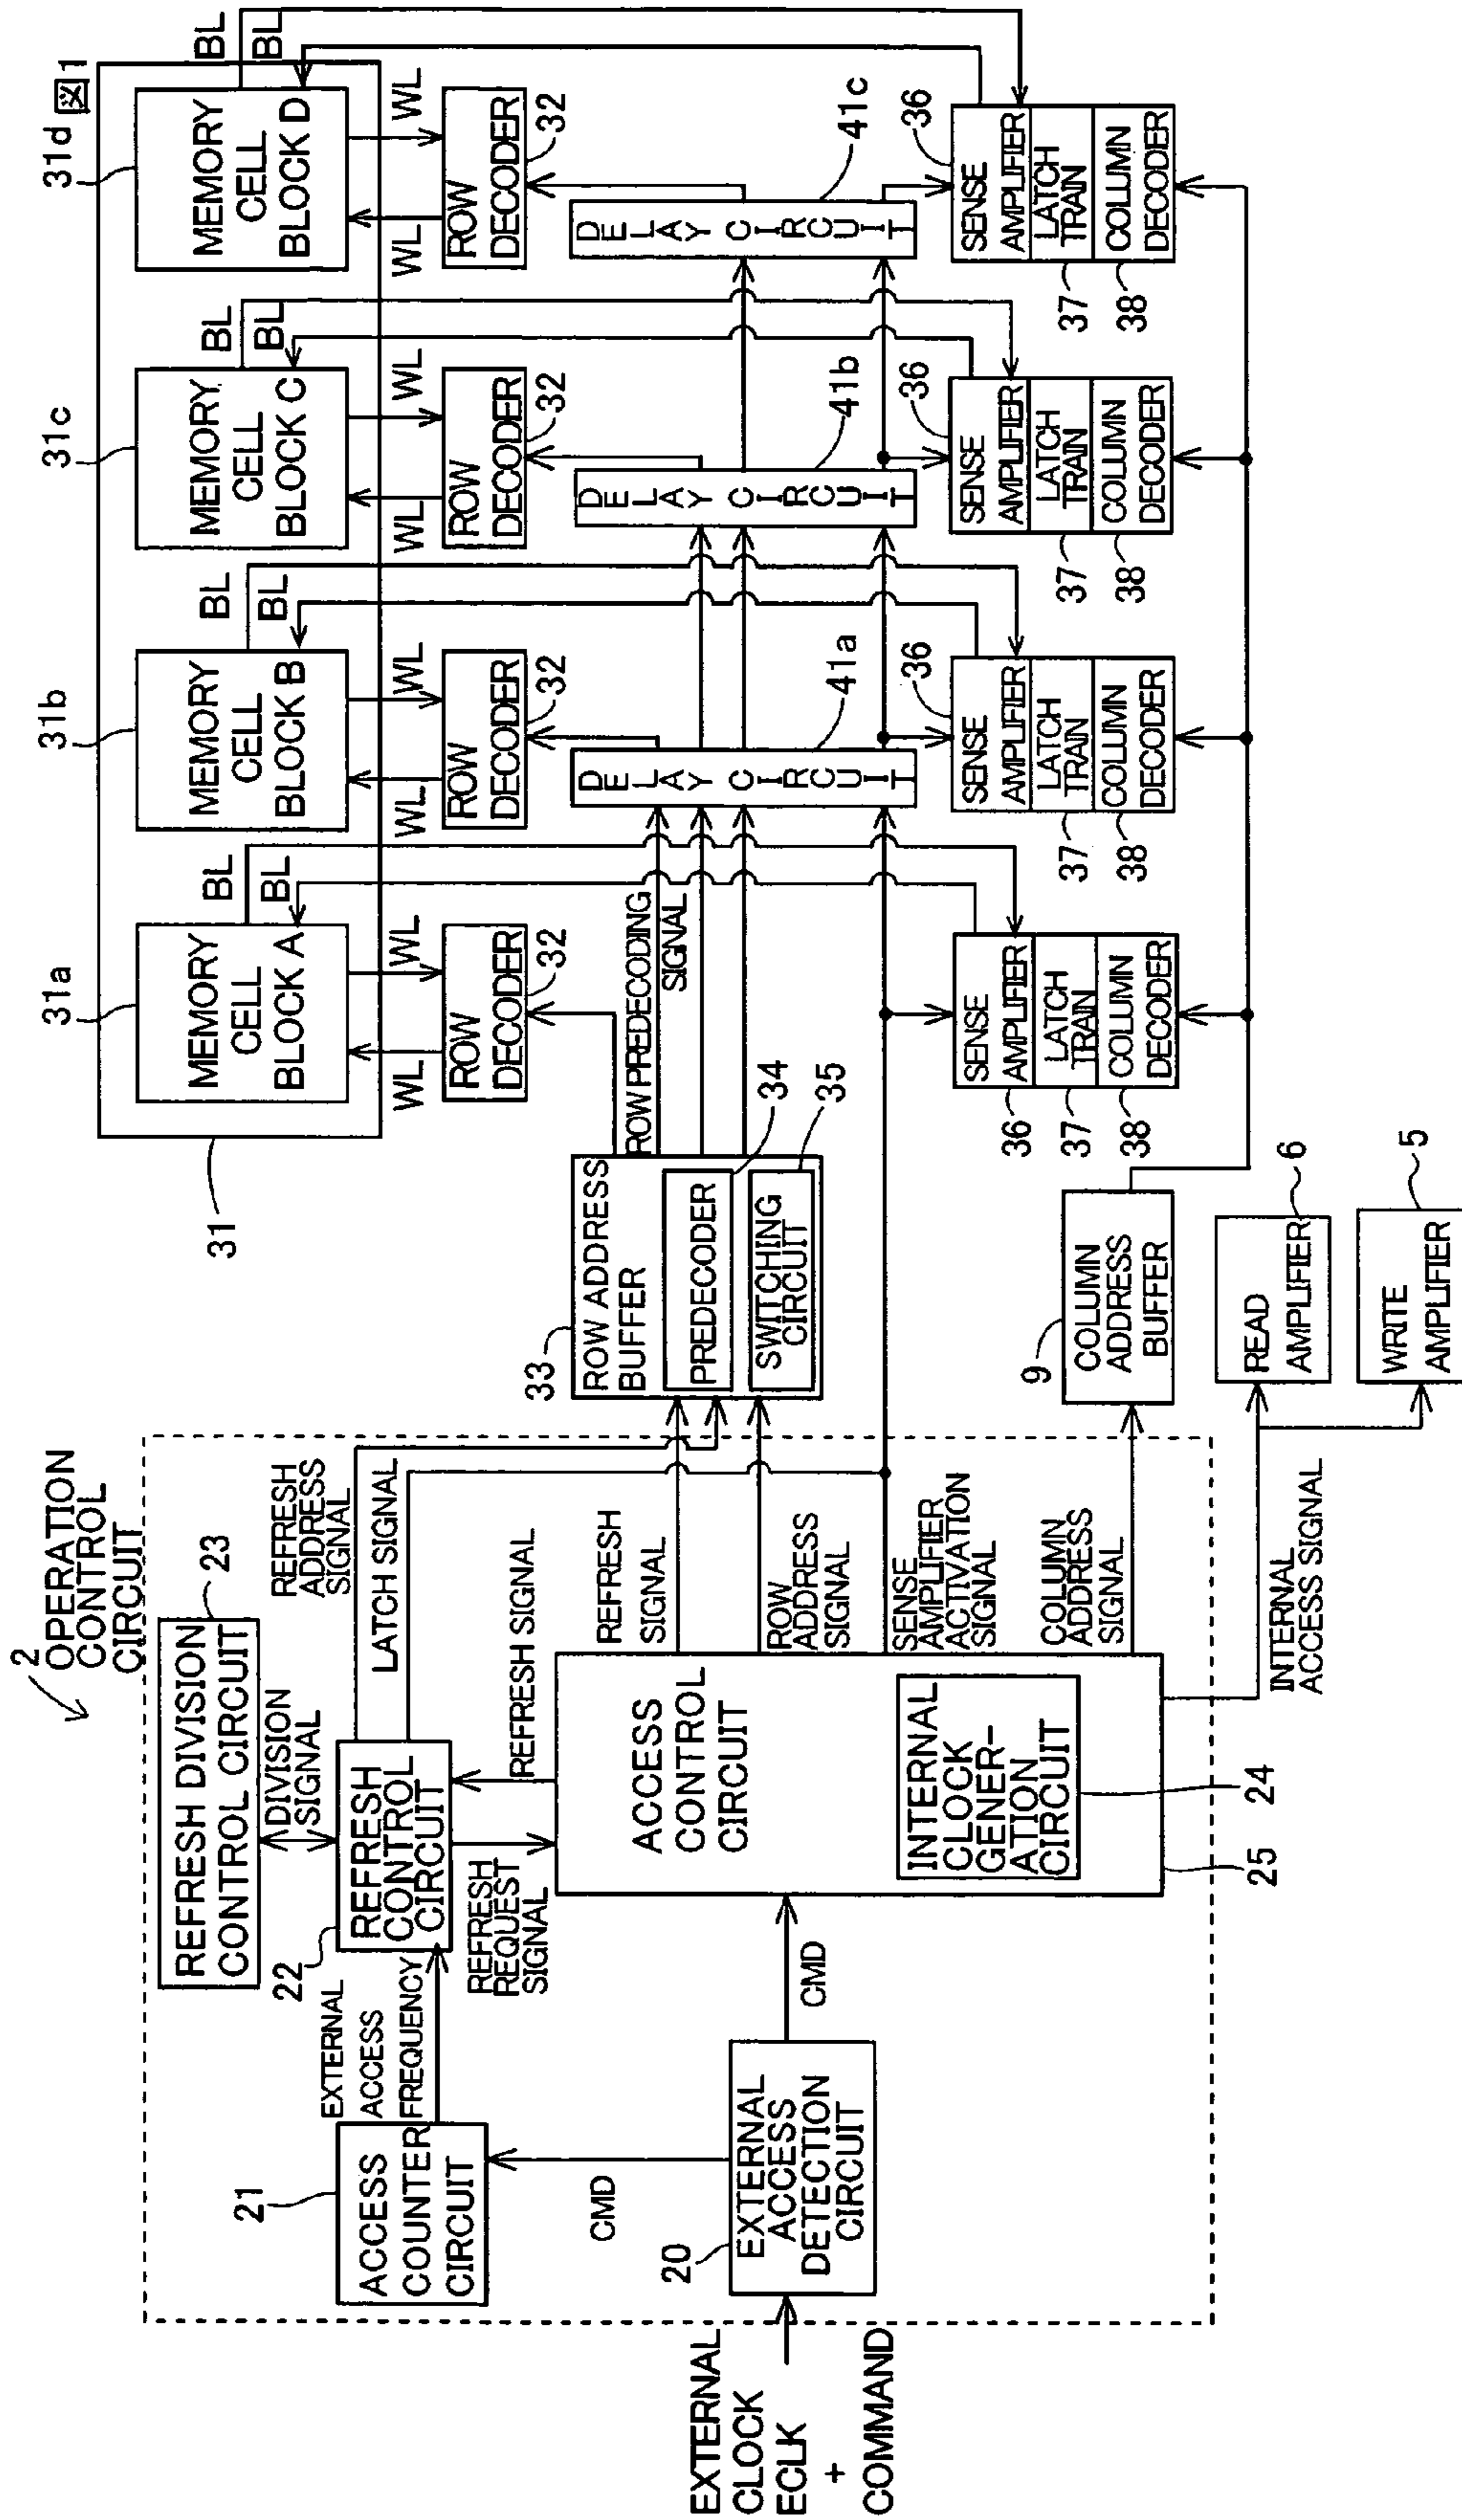 図1
2
OPERATION
CONTROL
CIRCUIT
EXTERNAL
CLOCK
ECLK
+
COMMAND
20
EXTERNAL
ACCESS
DETECTION
CIRCUIT
CMD
CMD
21
ACCESS
COUNTER
CIRCUIT
EXTERNAL
ACCESS
FREQUENCY
22
REFRESH
CONTROL
CIRCUIT
REFRESH DIVISION
CONTROL CIRCUIT
23
DIVISION
SIGNAL
REFRESH
REQUEST
SIGNAL
REFRESH SIGNAL
REFRESH
ADDRESS
SIGNAL
LATCH SIGNAL
ACCESS
CONTROL
CIRCUIT
INTERNAL
CLOCK
GENER-
ATION
CIRCUIT
24
25
REFRESH
SIGNAL
ROW
ADDRESS
SIGNAL
SENSE
AMPLIFIER
ACTIVATION
SIGNAL
COLUMN
ADDRESS
SIGNAL
INTERNAL
ACCESS SIGNAL
33
ROW ADDRESS
BUFFER
PREDECODER
34
SWITCHING
CIRCUIT
35
ROW PREDECODING
SIGNAL
9
COLUMN
ADDRESS
BUFFER
READ
AMPLIFIER
6
WRITE
AMPLIFIER
5
31
31a
MEMORY
CELL
BLOCK A
BL
BL
WL
WL
ROW
DECODER
32
SENSE
AMPLIFIER
LATCH
TRAIN
COLUMN
DECODER
36
37
38
31b
MEMORY
CELL
BLOCK B
BL
BL
WL
WL
ROW
DECODER
32
DELAY CIRCUIT
41a
SENSE
AMPLIFIER
LATCH
TRAIN
COLUMN
DECODER
36
37
38
31c
MEMORY
CELL
BLOCK C
BL
BL
WL
WL
ROW
DECODER
32
DELAY CIRCUIT
41b
SENSE
AMPLIFIER
LATCH
TRAIN
COLUMN
DECODER
36
37
38
31d
MEMORY
CELL
BLOCK D
BL
BL
WL
WL
ROW
DECODER
32
DELAY CIRCUIT
41c
SENSE
AMPLIFIER
LATCH
TRAIN
COLUMN
DECODER
36
37
38